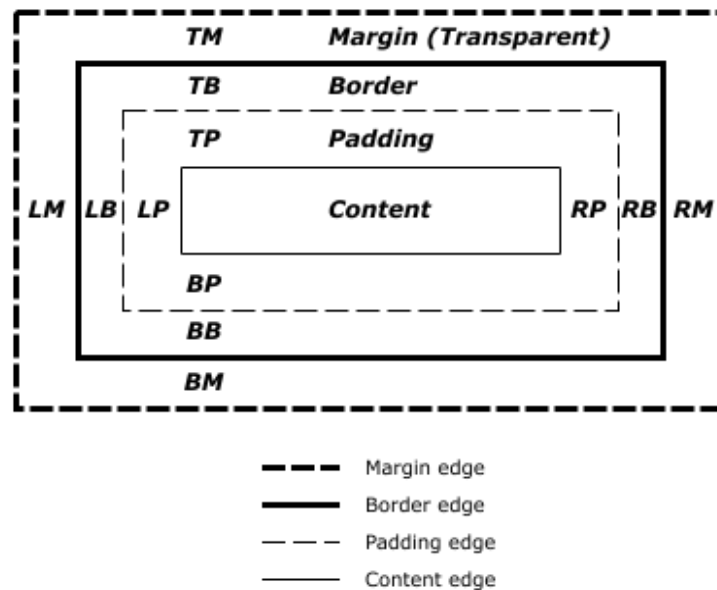 TM Margin (Transparent)
TB Border
TP Padding
LM LB LP Content RP RB RM
BP
BB
BM
Margin edge
Border edge
Padding edge
Content edge